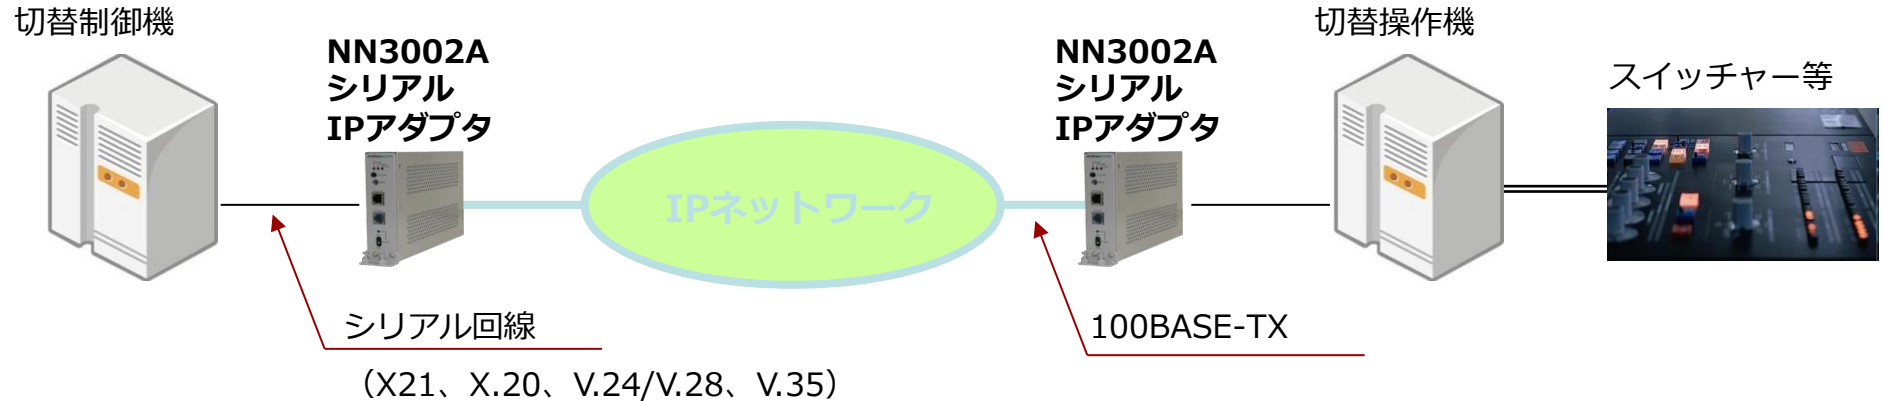 切替制御機
NN3002A
シリアル
IPアダプタ
IPネットワーク
NN3002A
シリアル
IPアダプタ
切替操作機
スイッチャー等
シリアル回線
（X21、X.20、V.24/V.28、V.35）
100BASE-TX